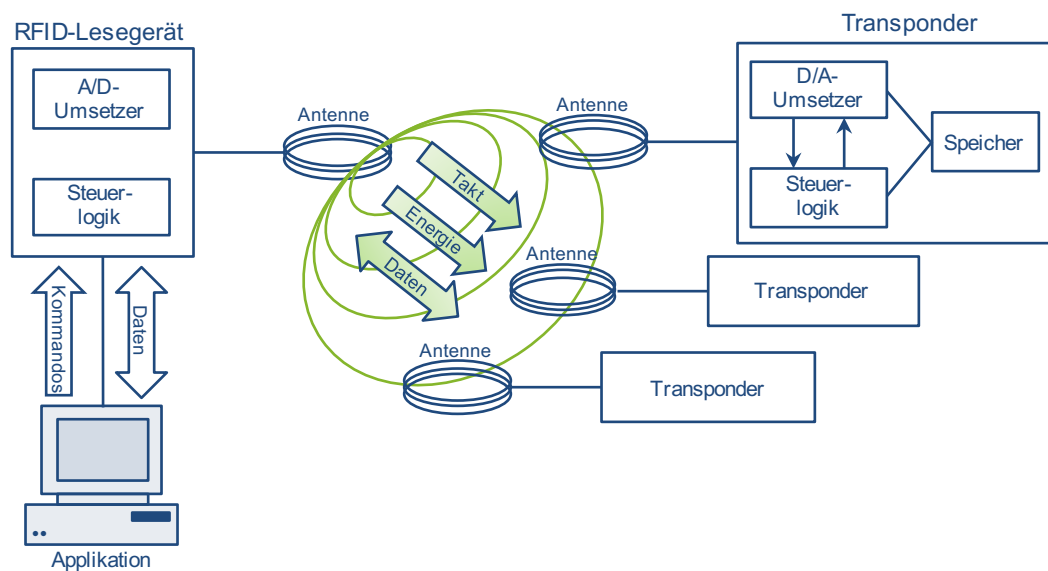 RFID-Lesegerät
A/D-
Umsetzer
Steuer-
logik
Kommandos
Daten
Applikation
Antenne
Takt
Energie
Daten
Antenne
Antenne
Antenne
Transponder
D/A-
Umsetzer
Steuer-
logik
Speicher
Transponder
Transponder